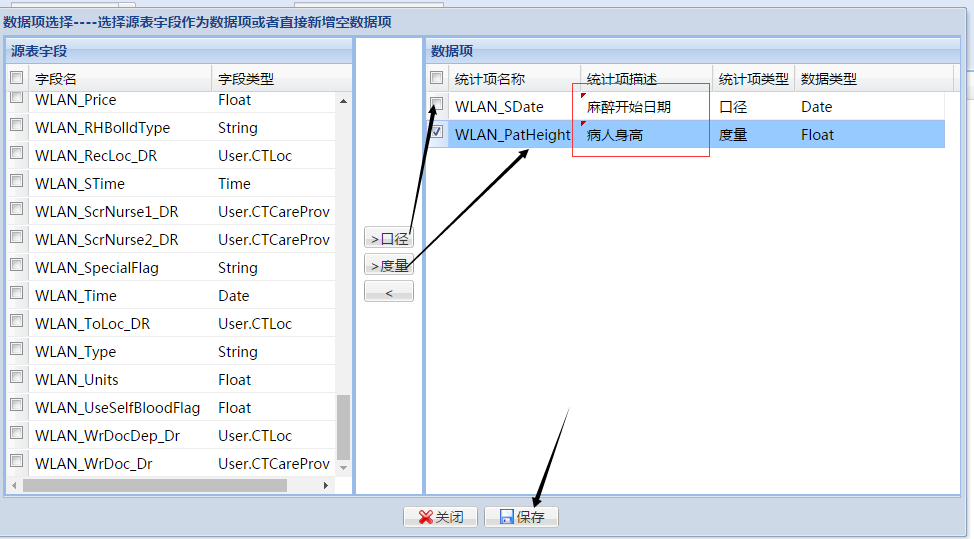 数据项选择----选择源表字段作为数据项或者直接新增空数据项
源表字段
字段名 字段类型
WLAN_Price Float
WLAN_RHBolldType String
WLAN_RecLoc_DR User.CTLoc
WLAN_STime Time
WLAN_ScrNurse1_DR User.CTCareProv
WLAN_ScrNurse2_DR User.CTCareProv
WLAN_SpecialFlag String
WLAN_Time Date
WLAN_ToLoc_DR User.CTLoc
WLAN_Type String
WLAN_Units Float
WLAN_UseSelfBloodFlag Float
WLAN_WrDocDep_Dr User.CTLoc
WLAN_WrDoc_Dr User.CTCareProv
>口径
>度量
<
数据项
统计项名称 统计项描述 统计项类型 数据类型
WLAN_SDate 麻醉开始日期 口径 Date
WLAN_PatHeight 病人身高 度量 Float
关闭 保存